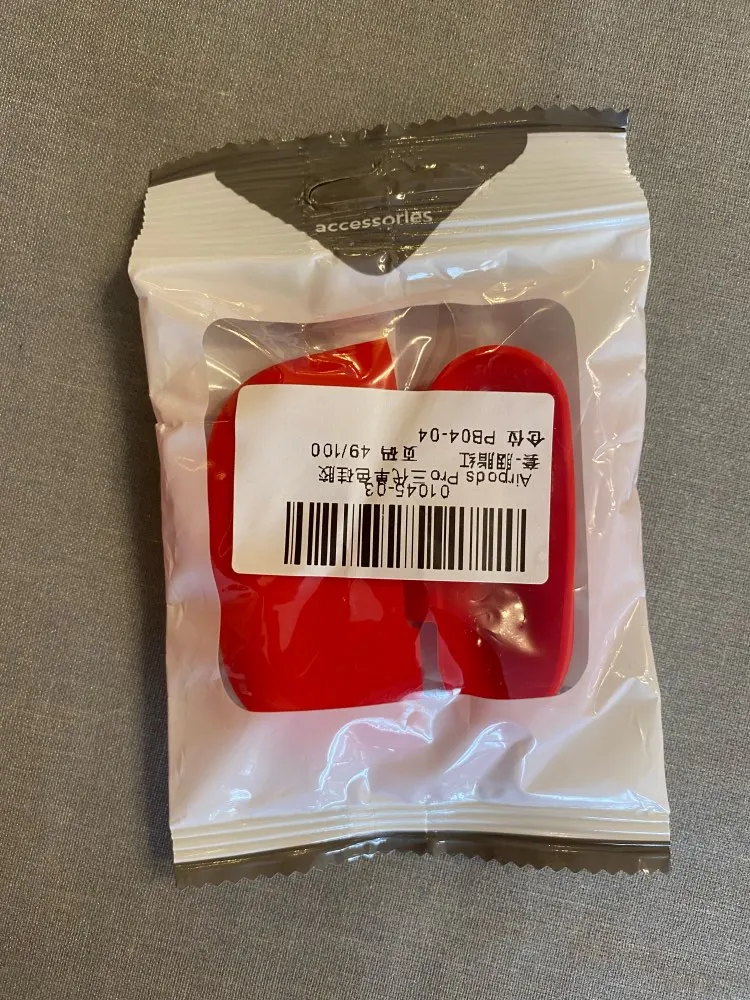 accessories
01045-03
Airpods Pro三代单色硅胶
套-胭脂红 页码 49/100
仓位 PB04-04